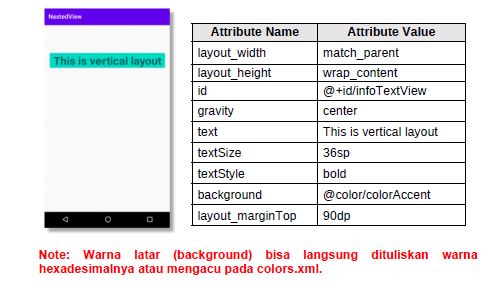 NestedView
This is vertical layout
Attribute Name Attribute Value
layout_width match_parent
layout_height wrap_content
id @+id/infoTextView
gravity center
text This is vertical layout
textSize 36sp
textStyle bold
background @color/colorAccent
layout_marginTop 90dp
Note: Warna latar (background) bisa langsung dituliskan warna
hexadesimalnya atau mengacu pada colors.xml.